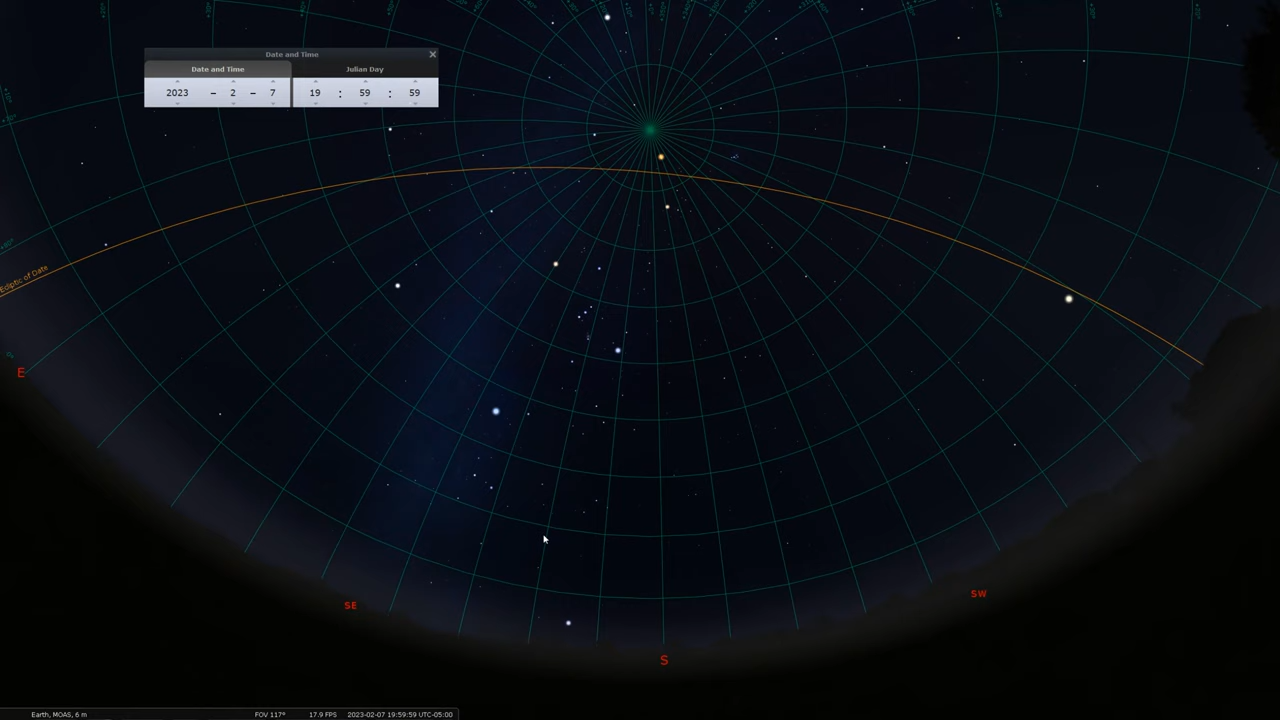 Date and Time
Date and Time
Julian Day
2023 - 2 - 7 19 : 59 : 59
Ecliptic of Date
E
SE
S
SW
Earth, MOAS, 6 m FOV 117° 17.9 FPS 2023-02-07 19:59:59 UTC-05:00